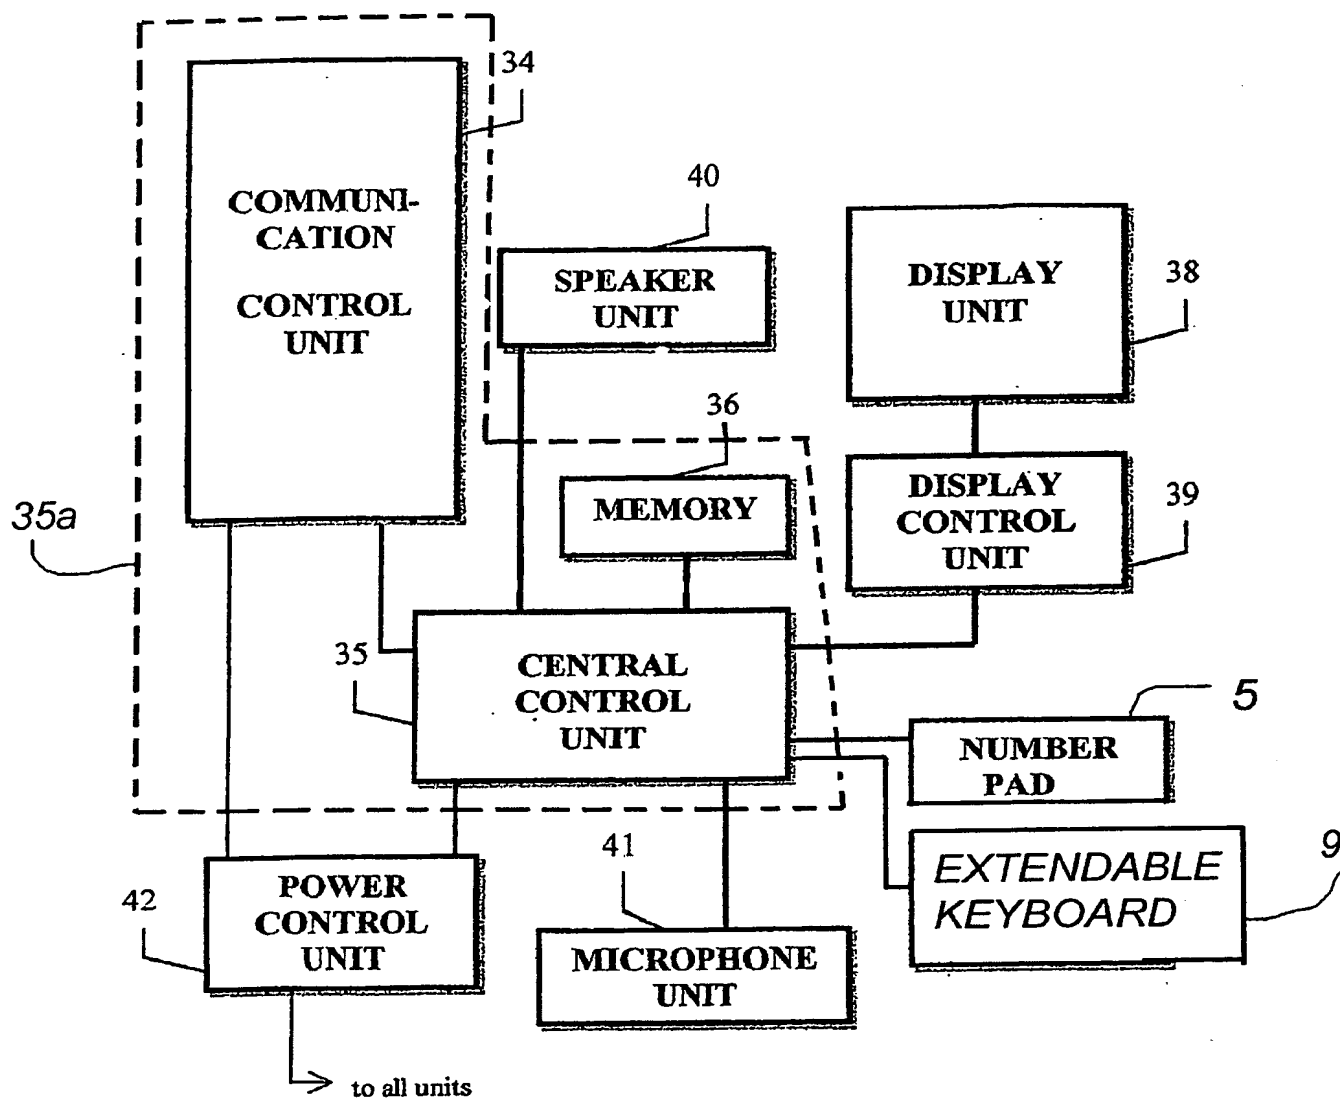 34
COMMUNI-
CATION
CONTROL
UNIT
40
SPEAKER
UNIT
DISPLAY
UNIT
38
36
MEMORY
DISPLAY
CONTROL
UNIT
39
35a
35
CENTRAL
CONTROL
UNIT
5
NUMBER
PAD
41
9
EXTENDABLE
KEYBOARD
42
POWER
CONTROL
UNIT
MICROPHONE
UNIT
to all units